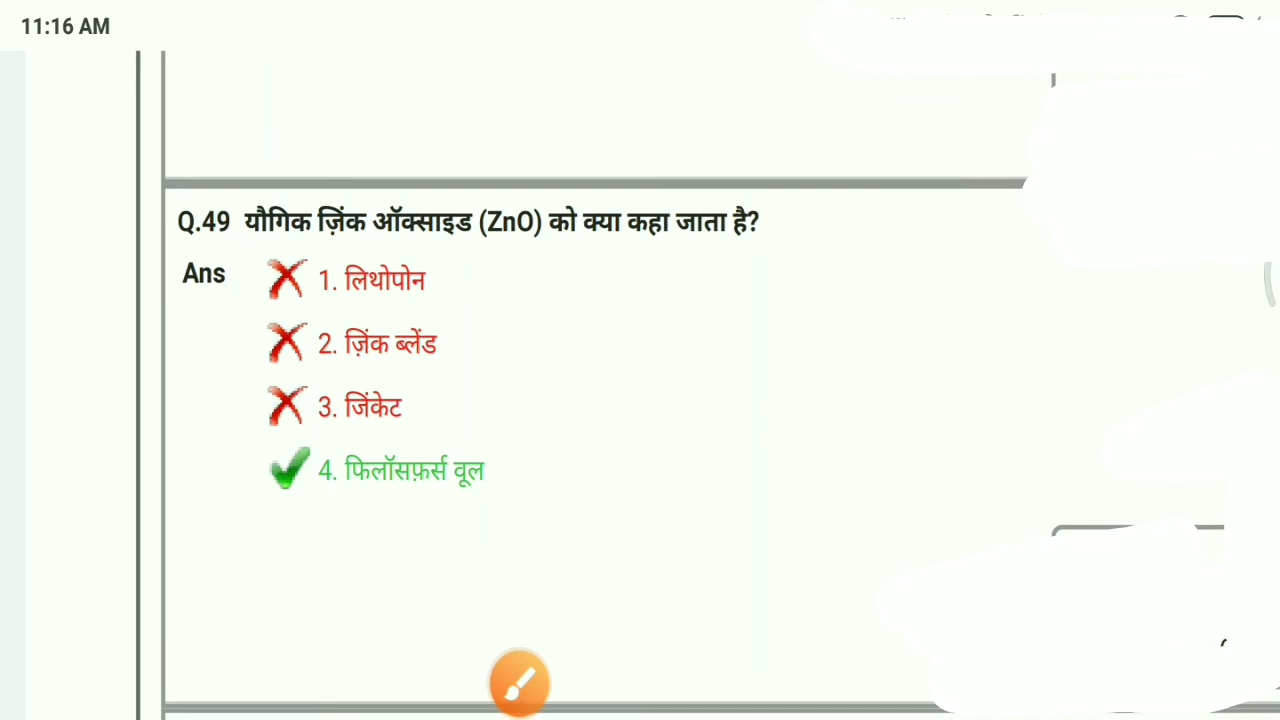 11:16 AM
Q.49 यौगिक ज़िंक ऑक्साइड (ZnO) को क्या कहा जाता है?
Ans 1. लिथोपोन
2. ज़िंक ब्लेंड
3. जिंकेट
4. फिलॉसफ़र्स वूल